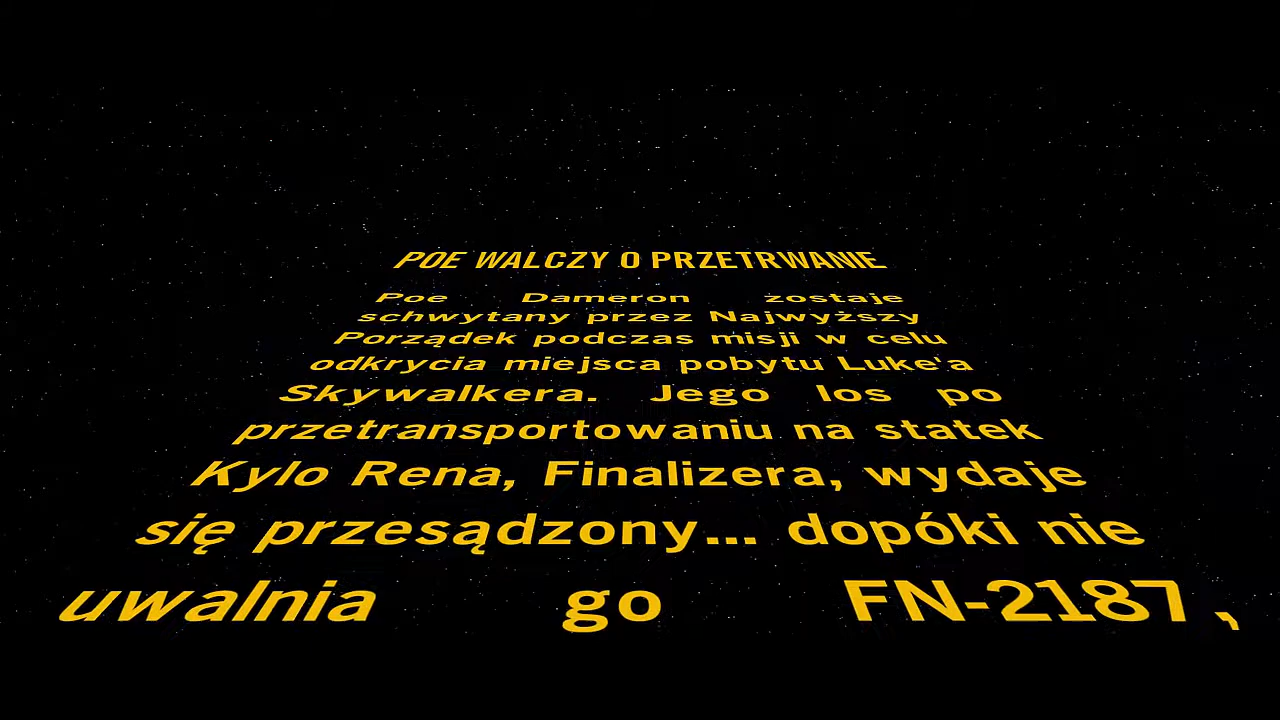 POE WALCZY O PRZETRWANIE
Poe Dameron zostaje
schwytany przez Najwyższy
Porządek podczas misji w celu
odkrycia miejsca pobytu Luke'a
Skywalkera. Jego los po
przetransportowaniu na statek
Kylo Rena, Finalizera, wydaje
się przesądzony... dopóki nie
uwalnia go FN-2187,